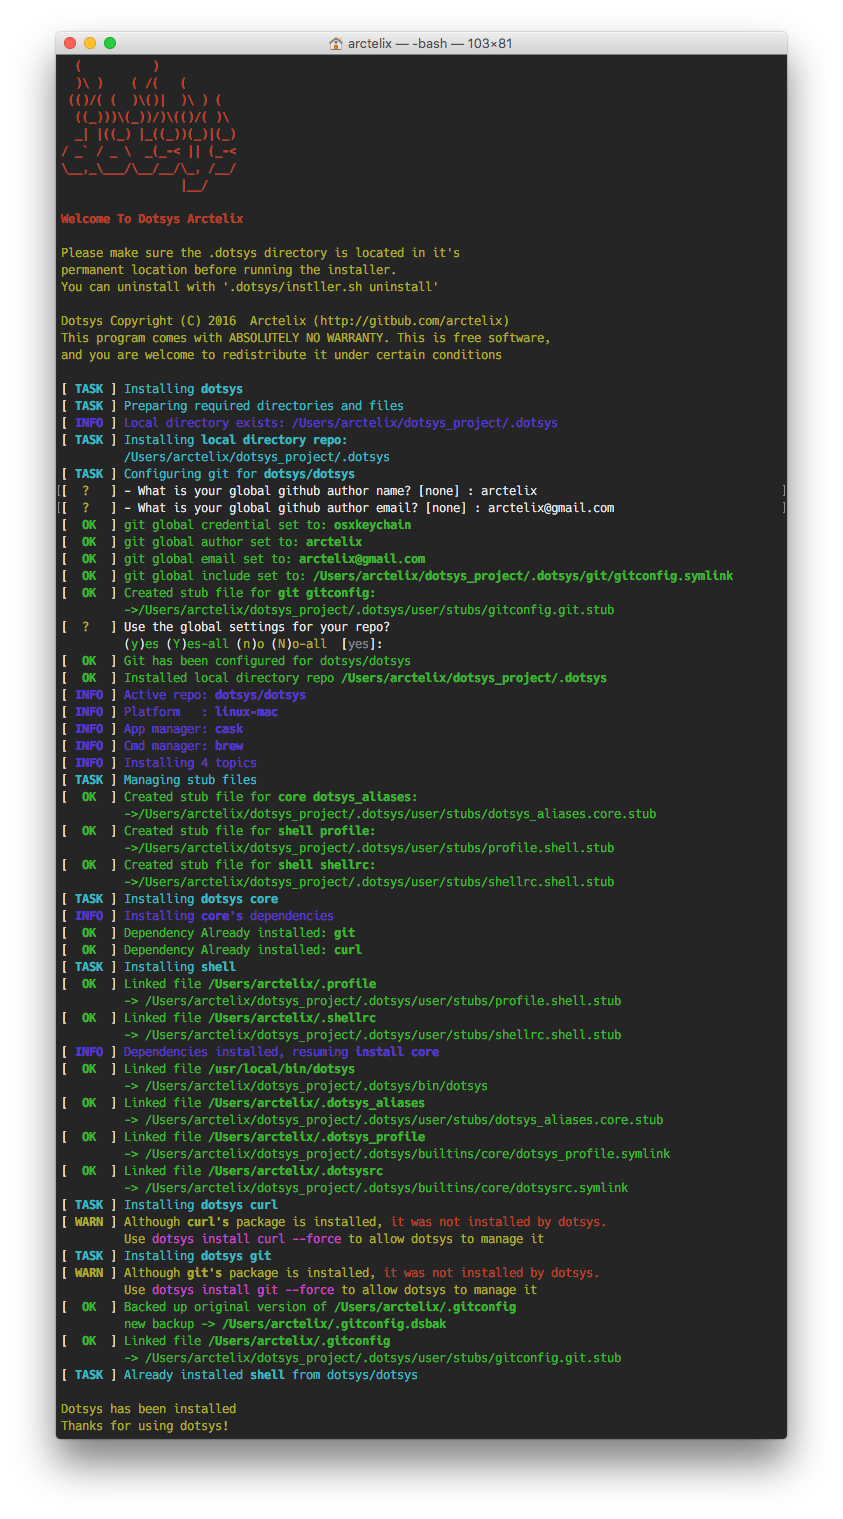 arctelix — -bash — 103×81
  (          )
  )\ )    ( /(   (
 (()/( (  )\()|  )\ ) (
  ((_)))\(_))/)\(()/( )\
  _| |((_) |_((_))(_)|(_)
/ _` / _ \  _(_-< || (_-<
\__,_\___/\__/__/\_, /__/
                 |__/
Welcome To Dotsys Arctelix
Please make sure the .dotsys directory is located in it's
permanent location before running the installer.
You can uninstall with '.dotsys/instller.sh uninstall'
Dotsys Copyright (C) 2016  Arctelix (http://gitbub.com/arctelix)
This program comes with ABSOLUTELY NO WARRANTY. This is free software,
and you are welcome to redistribute it under certain conditions
[ TASK ] Installing dotsys
[ TASK ] Preparing required directories and files
[ INFO ] Local directory exists: /Users/arctelix/dotsys_project/.dotsys
[ TASK ] Installing local directory repo:
/Users/arctelix/dotsys_project/.dotsys
[ TASK ] Configuring git for dotsys/dotsys
[[  ?   ] - What is your global github author name? [none] : arctelix ]
[[  ?   ] - What is your global github author email? [none] : arctelix@gmail.com ]
[  OK  ] git global credential set to: osxkeychain
[  OK  ] git global author set to: arctelix
[  OK  ] git global email set to: arctelix@gmail.com
[  OK  ] git global include set to: /Users/arctelix/dotsys_project/.dotsys/git/gitconfig.symlink
[  OK  ] Created stub file for git gitconfig:
->/Users/arctelix/dotsys_project/.dotsys/user/stubs/gitconfig.git.stub
[  ?   ] Use the global settings for your repo?
(y)es (Y)es-all (n)o (N)o-all  [yes]:
[  OK  ] Git has been configured for dotsys/dotsys
[  OK  ] Installed local directory repo /Users/arctelix/dotsys_project/.dotsys
[ INFO ] Active repo: dotsys/dotsys
[ INFO ] Platform   : linux-mac
[ INFO ] App manager: cask
[ INFO ] Cmd manager: brew
[ INFO ] Installing 4 topics
[ TASK ] Managing stub files
[  OK  ] Created stub file for core dotsys_aliases:
->/Users/arctelix/dotsys_project/.dotsys/user/stubs/dotsys_aliases.core.stub
[  OK  ] Created stub file for shell profile:
->/Users/arctelix/dotsys_project/.dotsys/user/stubs/profile.shell.stub
[  OK  ] Created stub file for shell shellrc:
->/Users/arctelix/dotsys_project/.dotsys/user/stubs/shellrc.shell.stub
[ TASK ] Installing dotsys core
[ INFO ] Installing core's dependencies
[  OK  ] Dependency Already installed: git
[  OK  ] Dependency Already installed: curl
[ TASK ] Installing shell
[  OK  ] Linked file /Users/arctelix/.profile
-> /Users/arctelix/dotsys_project/.dotsys/user/stubs/profile.shell.stub
[  OK  ] Linked file /Users/arctelix/.shellrc
-> /Users/arctelix/dotsys_project/.dotsys/user/stubs/shellrc.shell.stub
[ INFO ] Dependencies installed, resuming install core
[  OK  ] Linked file /usr/local/bin/dotsys
-> /Users/arctelix/dotsys_project/.dotsys/bin/dotsys
[  OK  ] Linked file /Users/arctelix/.dotsys_aliases
-> /Users/arctelix/dotsys_project/.dotsys/user/stubs/dotsys_aliases.core.stub
[  OK  ] Linked file /Users/arctelix/.dotsys_profile
-> /Users/arctelix/dotsys_project/.dotsys/builtins/core/dotsys_profile.symlink
[  OK  ] Linked file /Users/arctelix/.dotsysrc
-> /Users/arctelix/dotsys_project/.dotsys/builtins/core/dotsysrc.symlink
[ TASK ] Installing dotsys curl
[ WARN ] Although curl's package is installed, it was not installed by dotsys.
Use dotsys install curl --force to allow dotsys to manage it
[ TASK ] Installing dotsys git
[ WARN ] Although git's package is installed, it was not installed by dotsys.
Use dotsys install git --force to allow dotsys to manage it
[  OK  ] Backed up original version of /Users/arctelix/.gitconfig
new backup -> /Users/arctelix/.gitconfig.dsbak
[  OK  ] Linked file /Users/arctelix/.gitconfig
-> /Users/arctelix/dotsys_project/.dotsys/user/stubs/gitconfig.git.stub
[ TASK ] Already installed shell from dotsys/dotsys
Dotsys has been installed
Thanks for using dotsys!